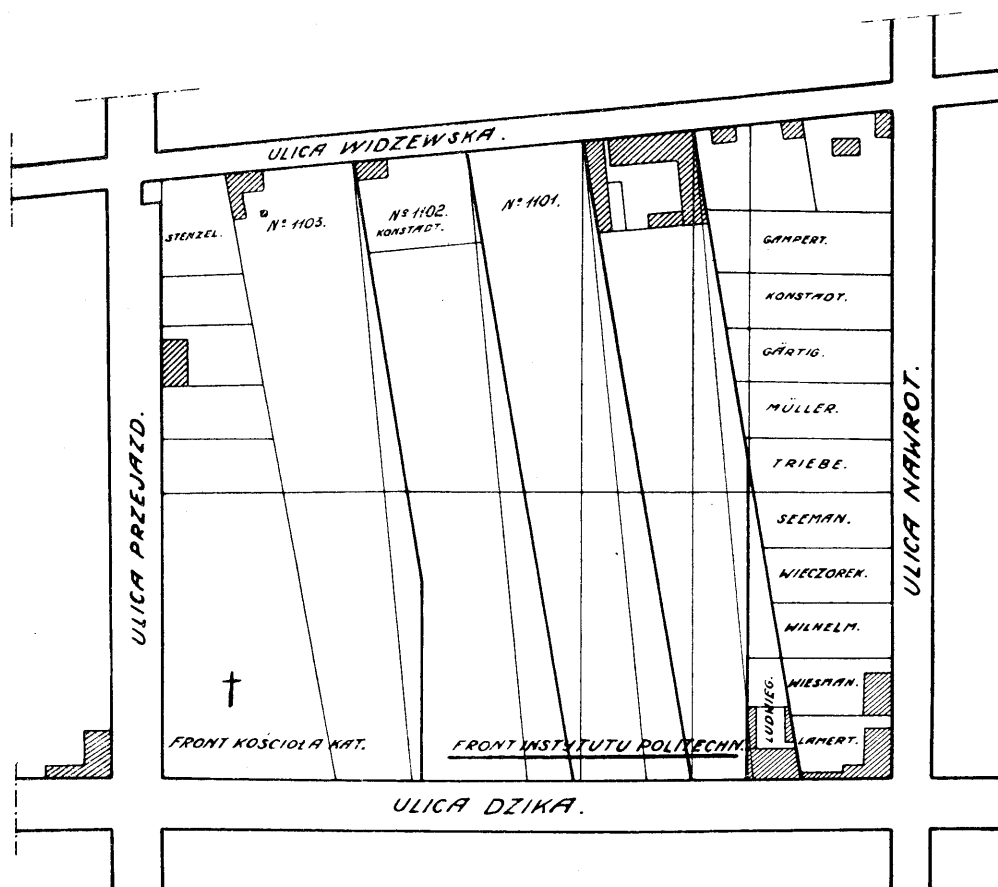 ULICA WIDZEWSKA.
STENZEL.
Nº 1103.
Nº 1102.
KONSTADT.
Nº 1101.
GAMPERT.
KONSTADT.
GÄRTIG.
MÜLLER.
TRIEBE.
SEEMAN.
WIECZOREK.
WILHELM.
WIESMAN.
LUDWIEG.
LAMERT.
ULICA PRZEJAZD.
ULICA NAWROT.
FRONT KOŚCIOŁA KAT.
FRONT INSTYTUTU POLITECHN.
ULICA DZIKA.